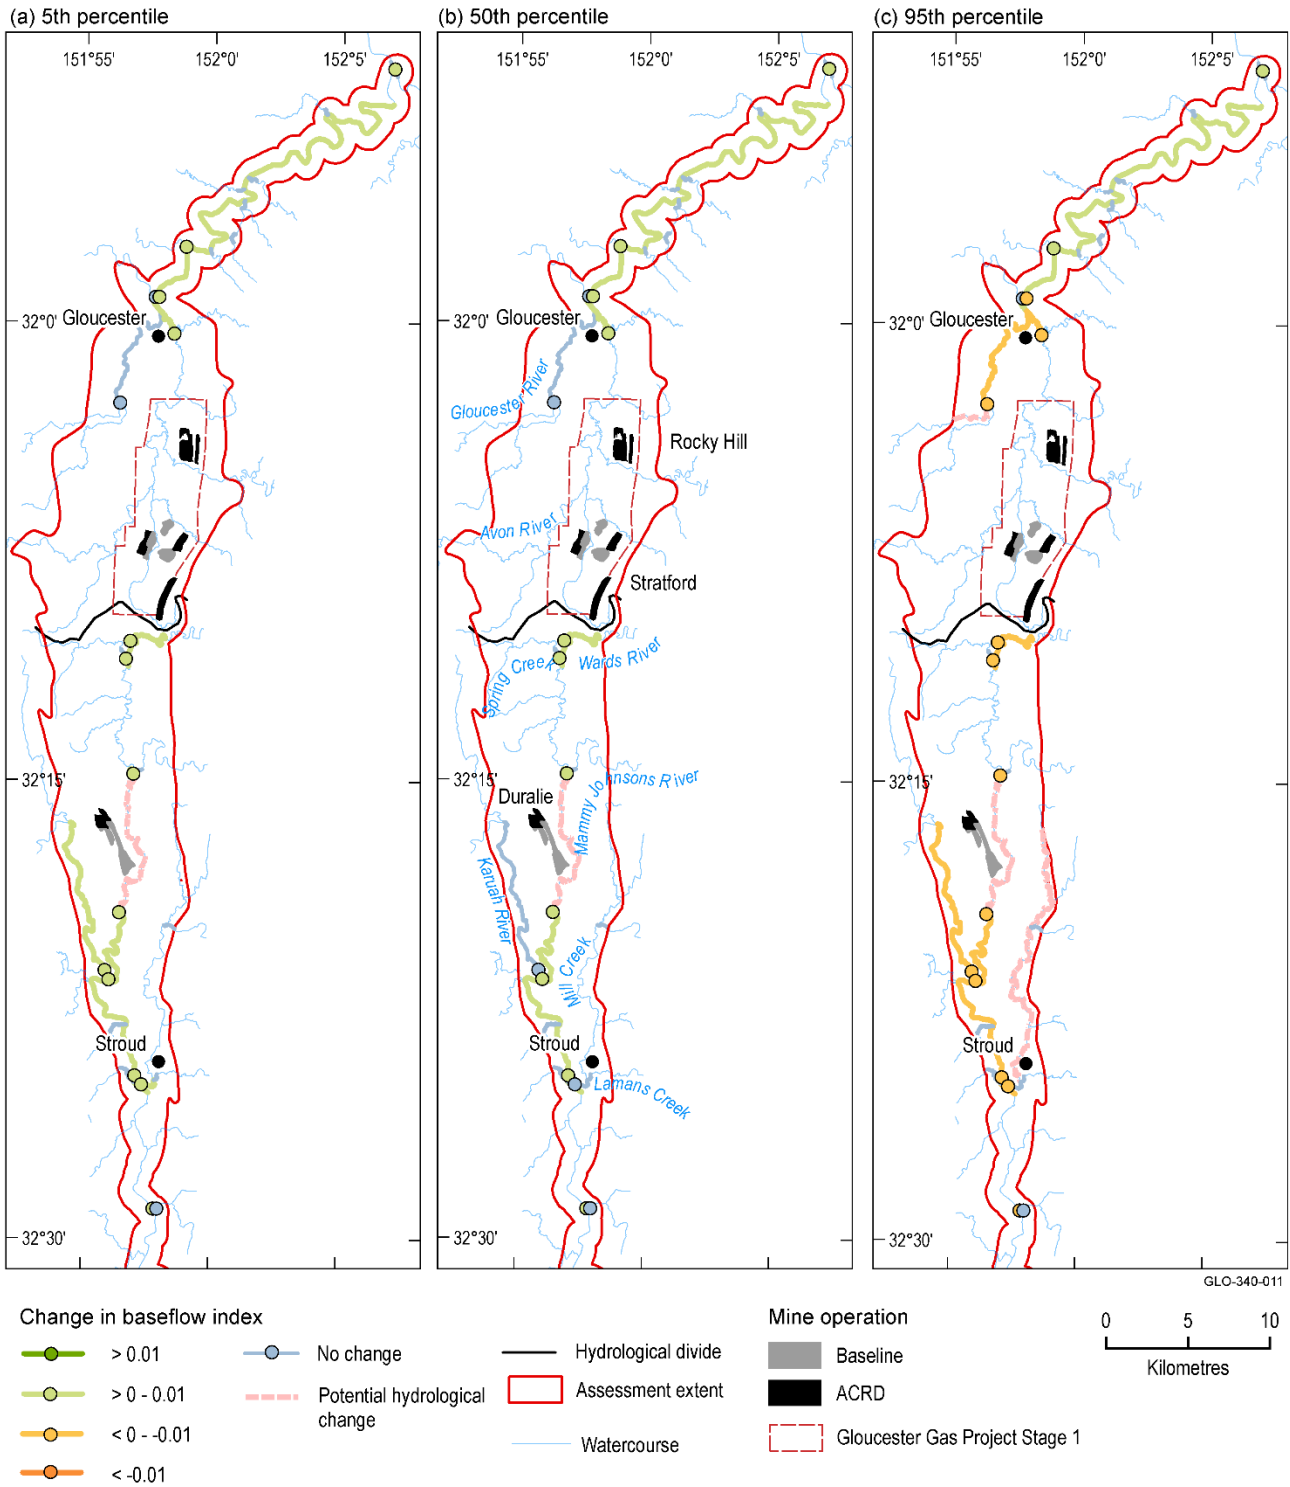 (a) 5th percentile
(b) 50th percentile
(c) 95th percentile
151°55' 152°0' 152°5'
151°55' 152°0' 152°5'
151°55' 152°0' 152°5'
32°0'
Gloucester
32°15'
Stroud
32°30'
32°0'
Gloucester
Gloucester River
Rocky Hill
Avon River
Stratford
Spring Creek
Wards River
32°15'
Mammy Johnsons River
Duralie
Karuah River
Mill Creek
Stroud
Lamans Creek
32°30'
32°0'
Gloucester
32°15'
Stroud
32°30'
GLO-340-011
Change in baseflow index
> 0.01
> 0 - 0.01
< 0 - -0.01
< -0.01
No change
Potential hydrological
change
Hydrological divide
Assessment extent
Watercourse
Mine operation
Baseline
ACRD
Gloucester Gas Project Stage 1
0 5 10
Kilometres